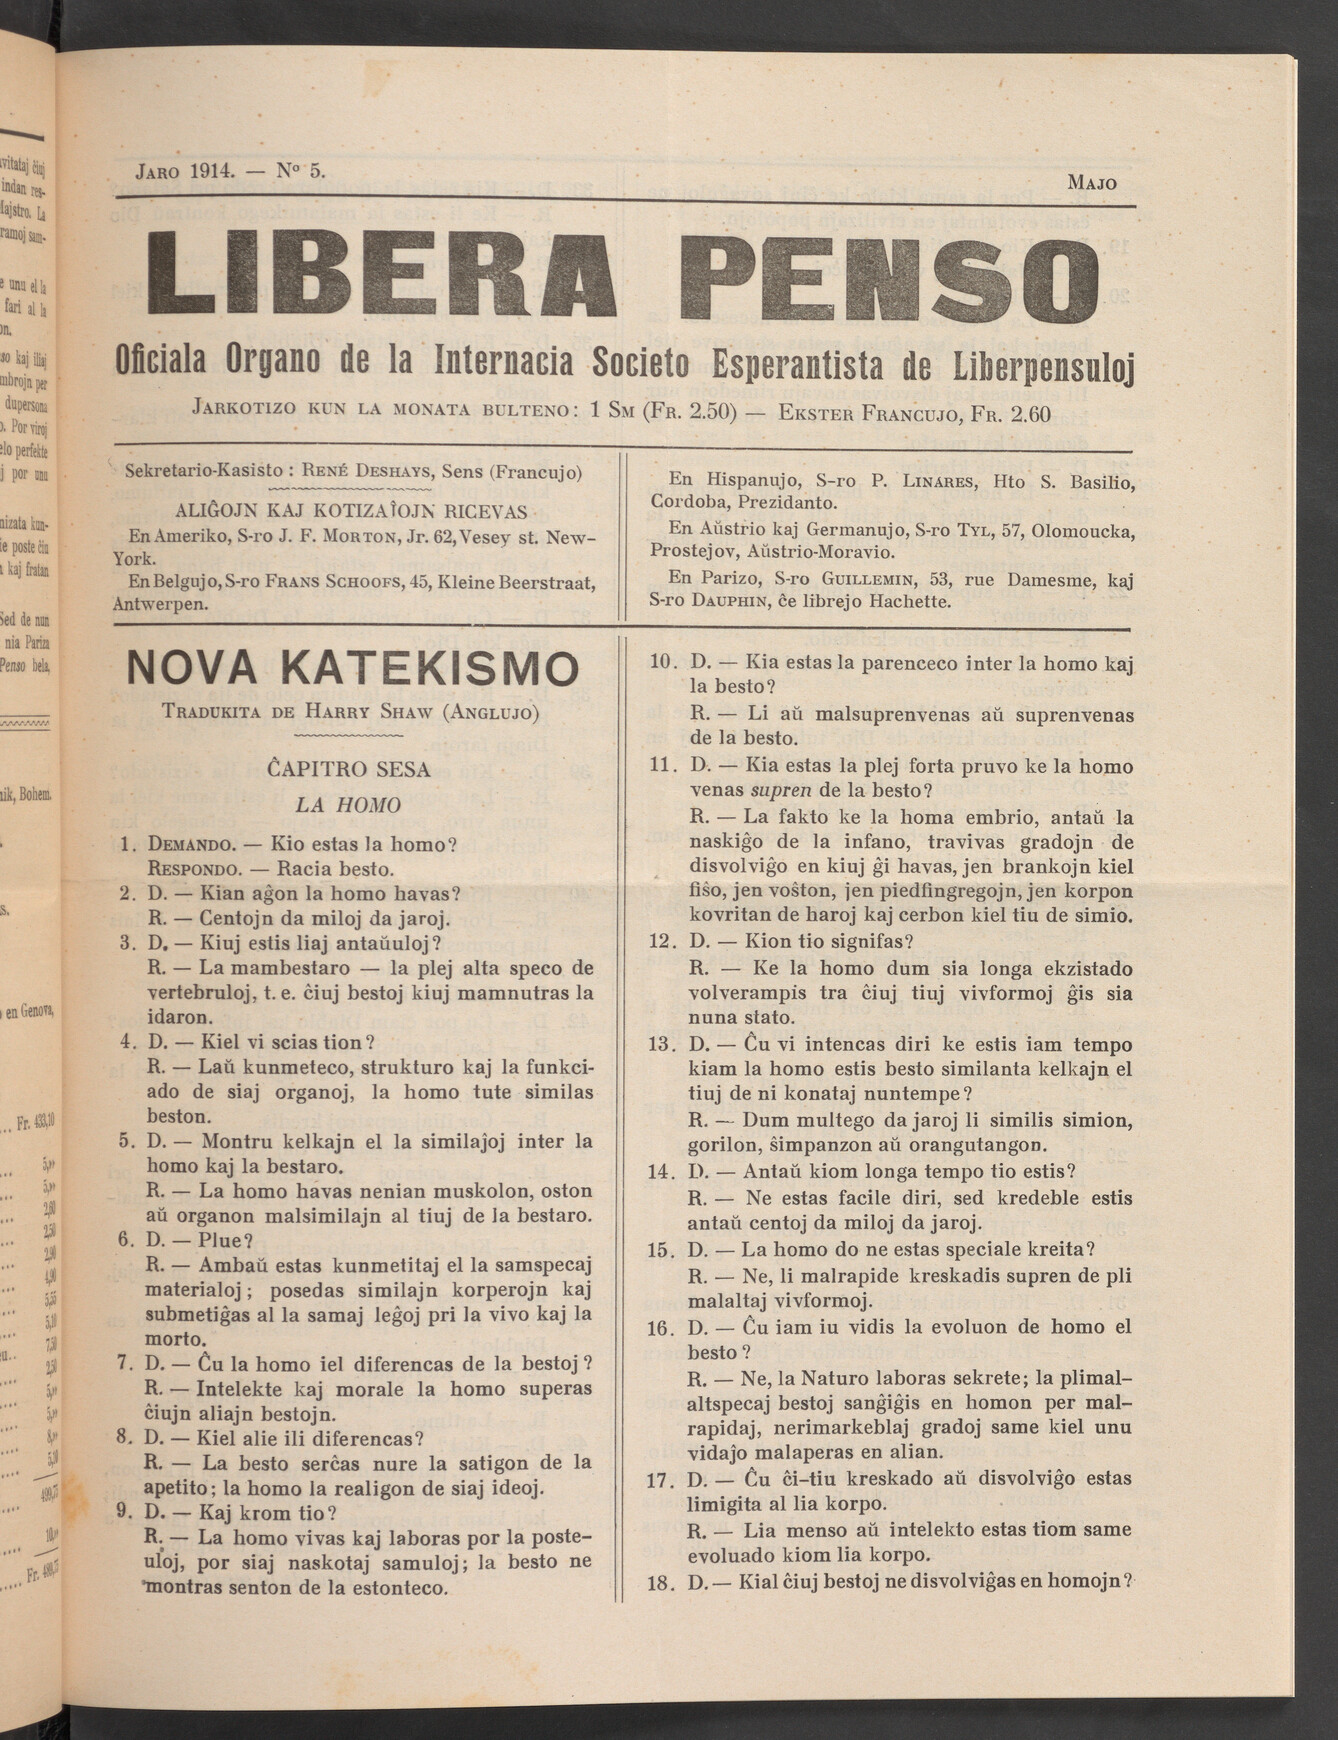 Jaro 1914. — Nº 5.
Majo
LIBERA PENSO
Oficiala Organo de la Internacia Societo Esperantista de Liberpensuloj
Jarkotizo kun la monata bulteno: 1 Sm (Fr. 2.50) — Ekster Francujo, Fr. 2.60
Sekretario-Kasisto : René Deshays, Sens (Francujo)
ALIĜOJN KAJ KOTIZAĴOJN RICEVAS
En Ameriko, S-ro J. F. Morton, Jr. 62, Vesey st. New-
York.
En Belgujo, S-ro Frans Schoofs, 45, Kleine Beerstraat,
Antwerpen.
En Hispanujo, S-ro P. Linares, Hto S. Basilio,
Cordoba, Prezidanto.
En Aŭstrio kaj Germanujo, S-ro Tyl, 57, Olomoucka,
Prostejov, Aŭstrio-Moravio.
En Parizo, S-ro Guillemin, 53, rue Damesme, kaj
S-ro Dauphin, ĉe librejo Hachette.
NOVA KATEKISMO
Tradukita de Harry Shaw (Anglujo)
ĈAPITRO SESA
LA HOMO
1. Demando. — Kio estas la homo?
Respondo. — Racia besto.
2. D. — Kian aĝon la homo havas?
R. — Centojn da miloj da jaroj.
3. D. — Kiuj estis liaj antaŭuloj?
R. — La mambestaro — la plej alta speco de
vertebruloj, t. e. ĉiuj bestoj kiuj mamnutras la
idaron.
4. D. — Kiel vi scias tion?
R. — Laŭ kunmeteco, strukturo kaj la funkci-
ado de siaj organoj, la homo tute similas
beston.
5. D. — Montru kelkajn el la similaĵoj inter la
homo kaj la bestaro.
R. — La homo havas nenian muskolon, oston
aŭ organon malsimilajn al tiuj de la bestaro.
6. D. — Plue?
R. — Ambaŭ estas kunmetitaj el la samspecaj
materialoj; posedas similajn korperojn kaj
submetiĝas al la samaj leĝoj pri la vivo kaj la
morto.
7. D. — Ĉu la homo iel diferencas de la bestoj?
R. — Intelekte kaj morale la homo superas
ĉiujn aliajn bestojn.
8. D. — Kiel alie ili diferencas?
R. — La besto serĉas nure la satigon de la
apetito; la homo la realigon de siaj ideoj.
9. D. — Kaj krom tio?
R. — La homo vivas kaj laboras por la poste-
uloj, por siaj naskotaj samuloj; la besto ne
montras senton de la estonteco.
10. D. — Kia estas la parenceco inter la homo kaj
la besto?
R. — Li aŭ malsuprenvenas aŭ suprenvenas
de la besto.
11. D. — Kia estas la plej forta pruvo ke la homo
venas supren de la besto?
R. — La fakto ke la homa embrio, antaŭ la
naskiĝo de la infano, travivas gradojn de
disvolviĝo en kiuj ĝi havas, jen brankojn kiel
fiŝo, jen voŝton, jen piedfingregojn, jen korpon
kovritan de haroj kaj cerbon kiel tiu de simio.
12. D. — Kion tio signifas?
R. — Ke la homo dum sia longa ekzistado
volverampis tra ĉiuj tiuj vivformoj ĝis sia
nuna stato.
13. D. — Ĉu vi intencas diri ke estis iam tempo
kiam la homo estis besto similanta kelkajn el
tiuj de ni konataj nuntempe?
R. — Dum multego da jaroj li similis simion,
gorilon, ŝimpanzon aŭ orangutangon.
14. D. — Antaŭ kiom longa tempo tio estis?
R. — Ne estas facile diri, sed kredeble estis
antaŭ centoj da miloj da jaroj.
15. D. — La homo do ne estas speciale kreita?
R. — Ne, li malrapide kreskadis supren de pli
malaltaj vivformoj.
16. D. — Ĉu iam iu vidis la evoluon de homo el
besto?
R. — Ne, la Naturo laboras sekrete; la plimal-
altspecaj bestoj sanĝiĝis en homon per mal-
rapidaj, nerimarkeblaj gradoj same kiel unu
vidaĵo malaperas en alian.
17. D. — Ĉu ĉi-tiu kreskado aŭ disvolviĝo estas
limigita al lia korpo.
R. — Lia menso aŭ intelekto estas tiom same
evoluado kiom lia korpo.
18. D. — Kial ĉiuj bestoj ne disvolviĝas en homojn?